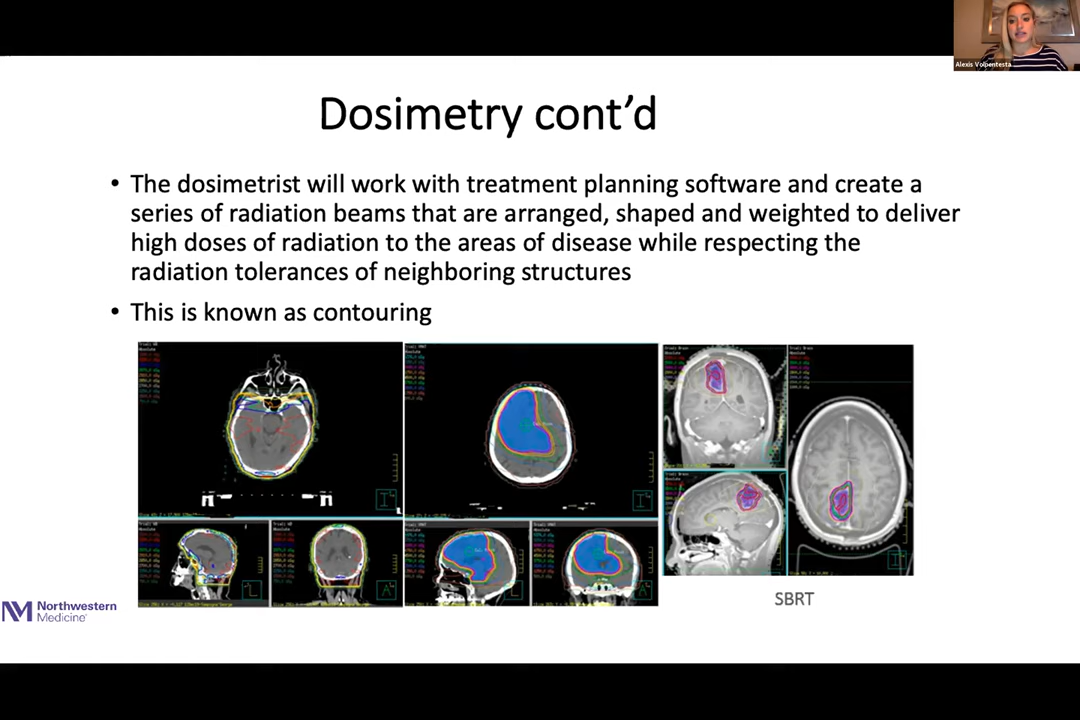 Alexis Volpentesta
Dosimetry cont’d
• The dosimetrist will work with treatment planning software and create a
series of radiation beams that are arranged, shaped and weighted to deliver
high doses of radiation to the areas of disease while respecting the
radiation tolerances of neighboring structures
• This is known as contouring
SBRT
Northwestern
Medicine